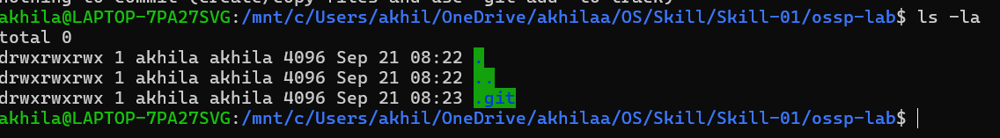 nothing to commit (create/copy files and use "git add" to track)
akhila@LAPTOP-7PA27SVG:/mnt/c/Users/akhil/OneDrive/akhilaa/OS/Skill/Skill-01/ossp-lab$ ls -la
total 0
drwxrwxrwx 1 akhila akhila 4096 Sep 21 08:22 .
drwxrwxrwx 1 akhila akhila 4096 Sep 21 08:22 ..
drwxrwxrwx 1 akhila akhila 4096 Sep 21 08:23 .git
akhila@LAPTOP-7PA27SVG:/mnt/c/Users/akhil/OneDrive/akhilaa/OS/Skill/Skill-01/ossp-lab$